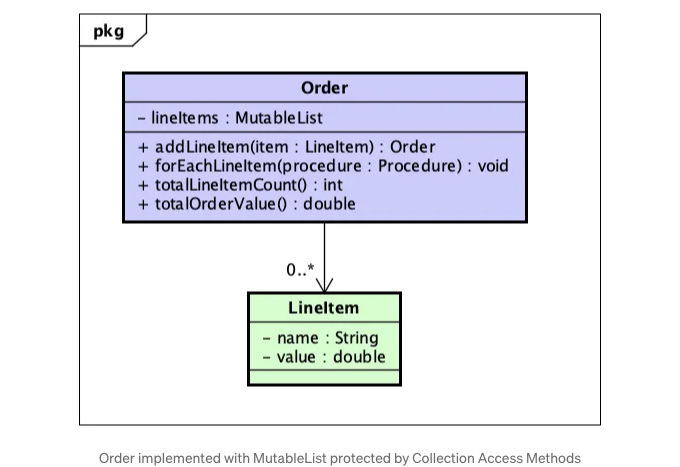 pkg
Order
– lineItems : MutableList
+ addLineItem(item : LineItem) : Order
+ forEachLineItem(procedure : Procedure) : void
+ totalLineItemCount() : int
+ totalOrderValue() : double
0..*
LineItem
– name : String
– value : double
Order implemented with MutableList protected by Collection Access Methods